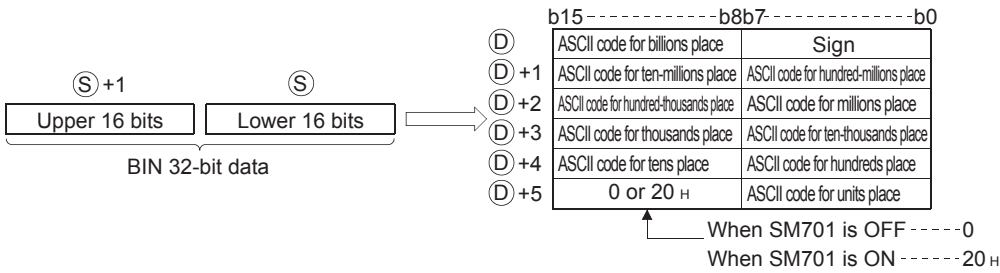 b15 b8b7 b0
Ⓓ ASCII code for billions place Sign
Ⓓ +1 ASCII code for ten-millions place ASCII code for hundred-millions place
Ⓢ +1 Ⓢ
Ⓓ +2 ASCII code for hundred-thousands place ASCII code for millions place
Upper 16 bits Lower 16 bits
Ⓓ +3 ASCII code for thousands place ASCII code for ten-thousands place
BIN 32-bit data
Ⓓ +4 ASCII code for tens place ASCII code for hundreds place
Ⓓ +5 0 or 20 H ASCII code for units place
When SM701 is OFF-----0
When SM701 is ON ------20 H